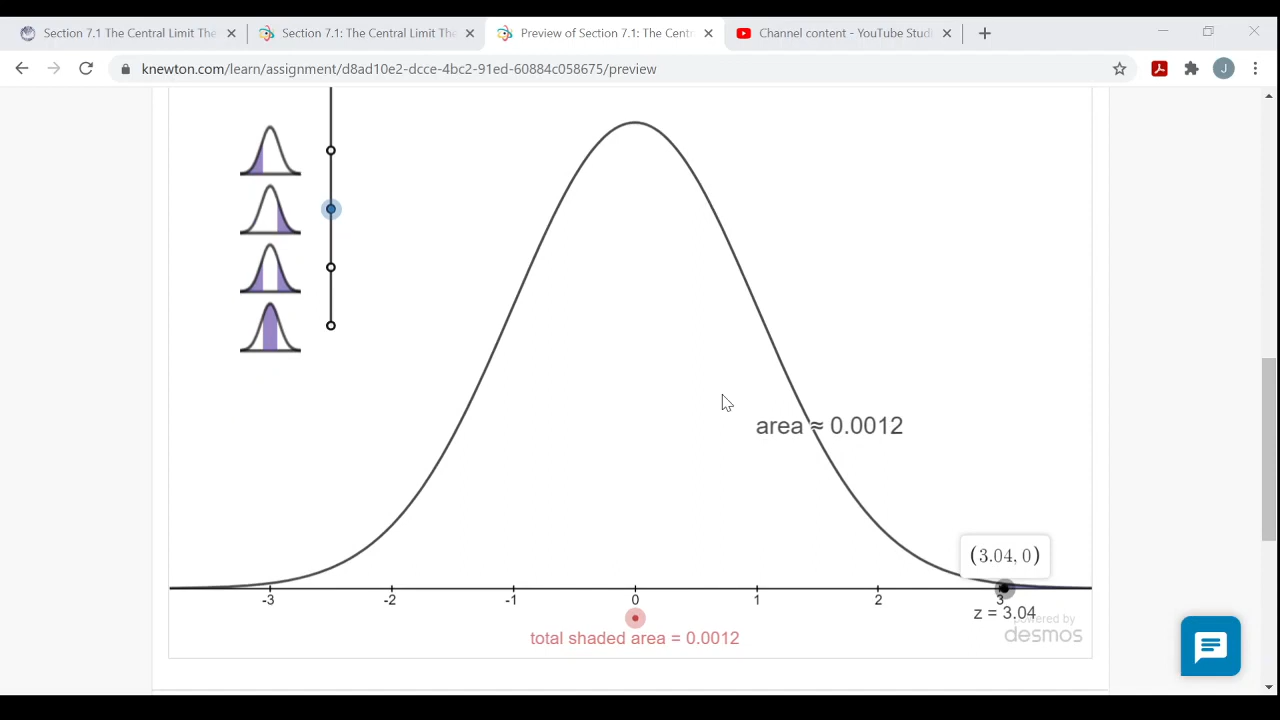 Section 7.1 The Central Limit The
Section 7.1: The Central Limit The
Preview of Section 7.1: The Centr
Channel content - YouTube Studi
knewton.com/learn/assignment/d8ad10e2-dcce-4bc2-91ed-60884c058675/preview
J
area ≈ 0.0012
(3.04, 0)
-3 -2 -1 0 1 2 3
z = 3.04
powered by
desmos
total shaded area = 0.0012